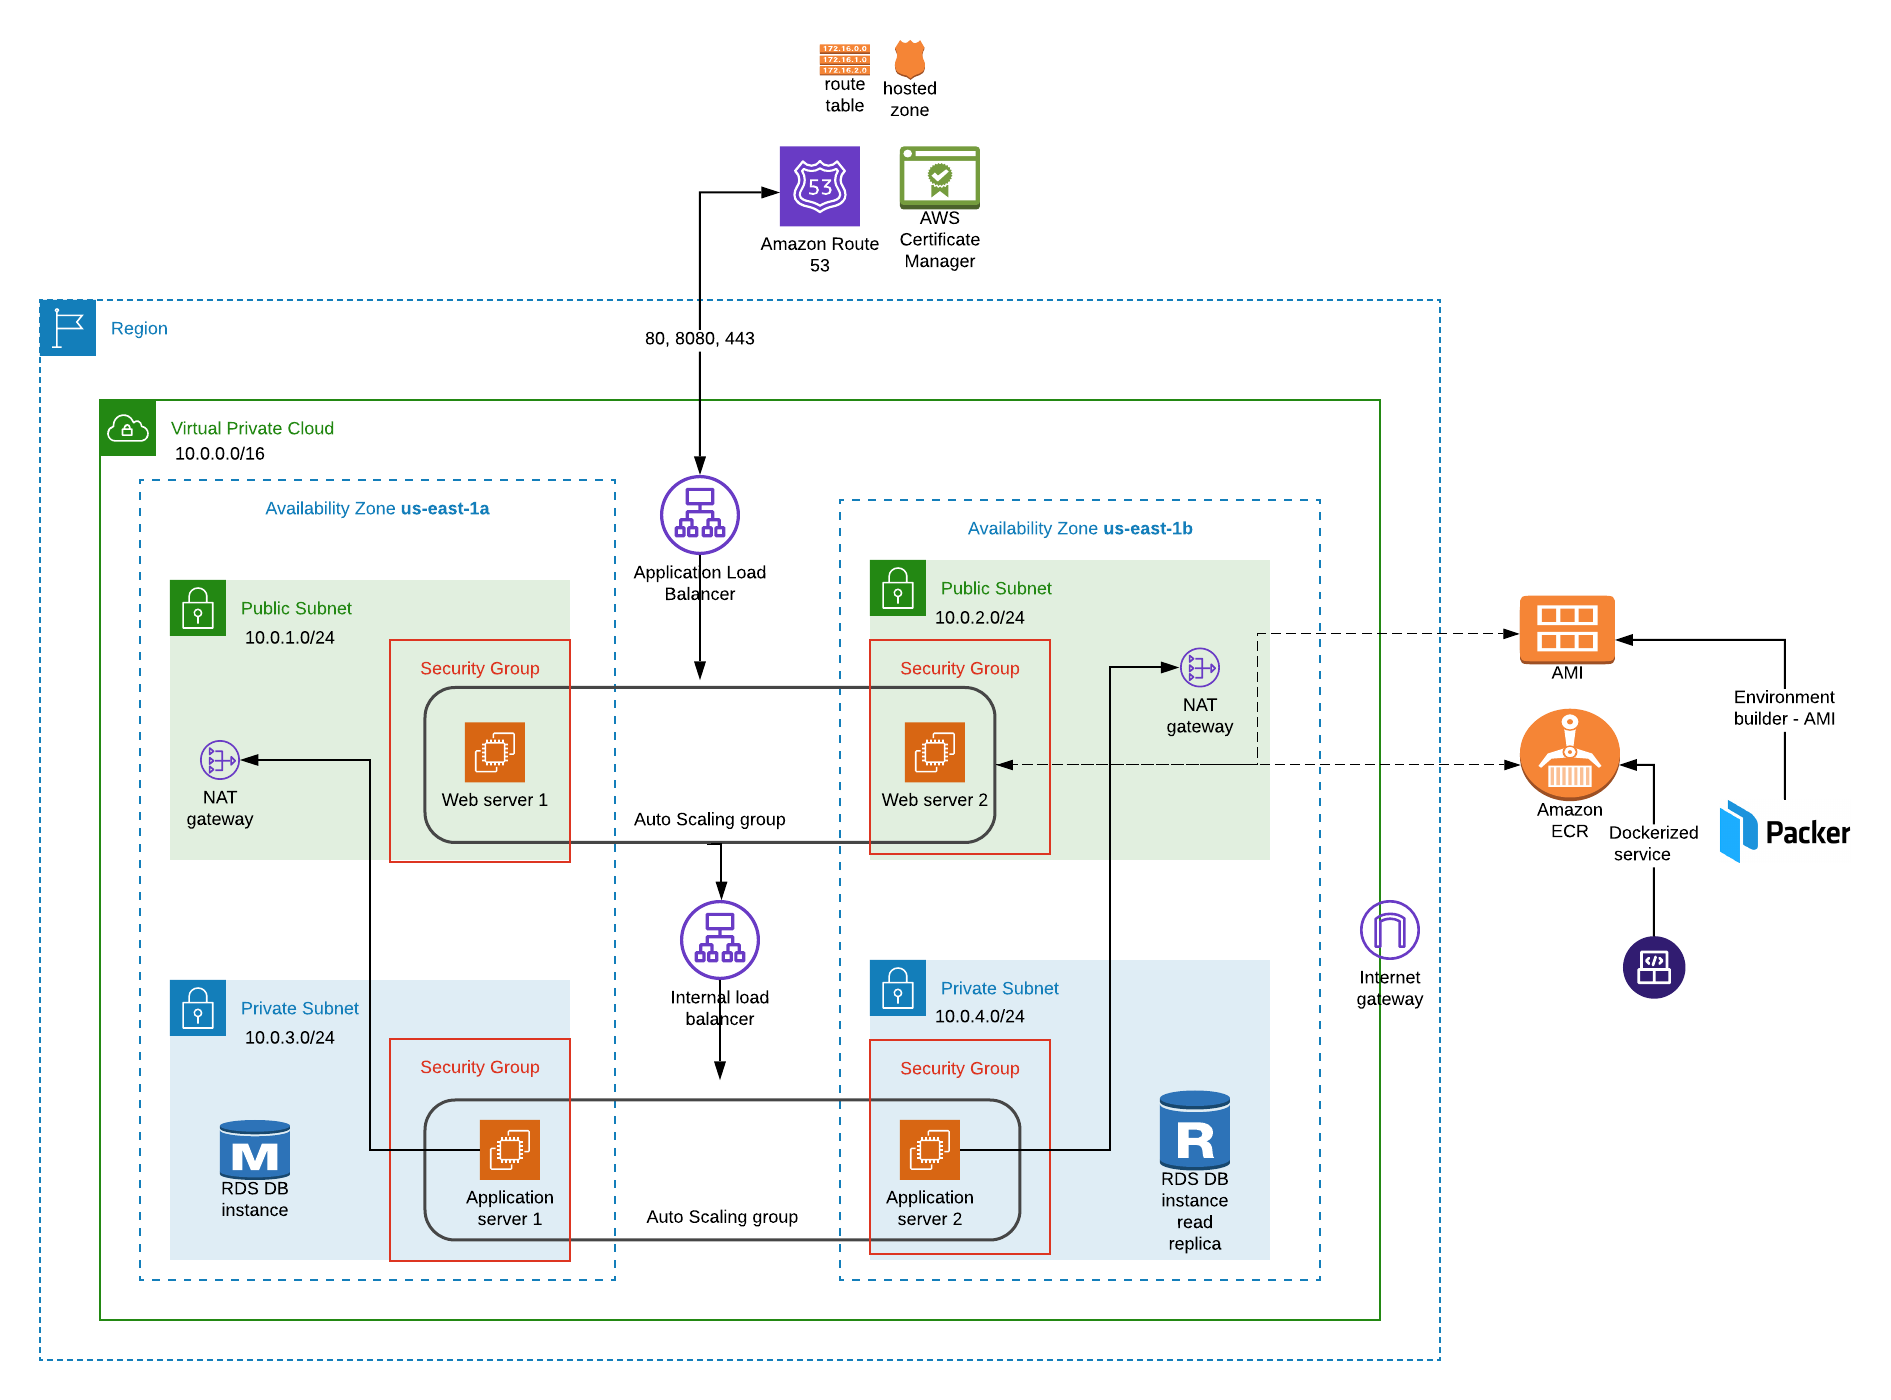 172.16.0.0
172.16.1.0
172.16.2.0
route
table
hosted
zone
53
Amazon Route
53
AWS
Certificate
Manager
Region
80, 8080, 443
Virtual Private Cloud
10.0.0.0/16
Availability Zone us-east-1a
Application Load
Balancer
Availability Zone us-east-1b
Public Subnet
10.0.1.0/24
Security Group
Web server 1
NAT
gateway
Public Subnet
10.0.2.0/24
Security Group
Web server 2
NAT
gateway
Auto Scaling group
Internal load
balancer
Private Subnet
10.0.3.0/24
Security Group
M
RDS DB
instance
Application
server 1
Auto Scaling group
Private Subnet
10.0.4.0/24
Security Group
Application
server 2
R
RDS DB
instance
read
replica
Internet
gateway
AMI
Environment
builder - AMI
Amazon
ECR
Dockerized
service
Packer